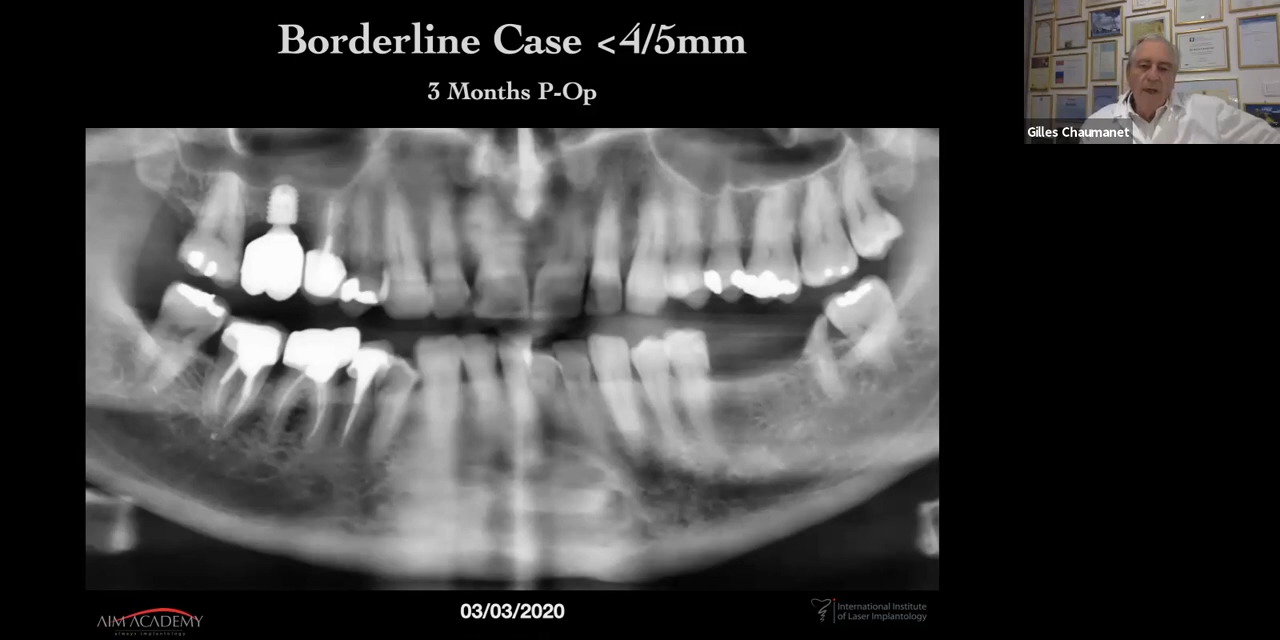 Borderline Case <4/5mm
3 Months P-Op
Gilles Chaumanet
03/03/2020
AIM ACADEMY
always implantology
International Institute
of Laser Implantology